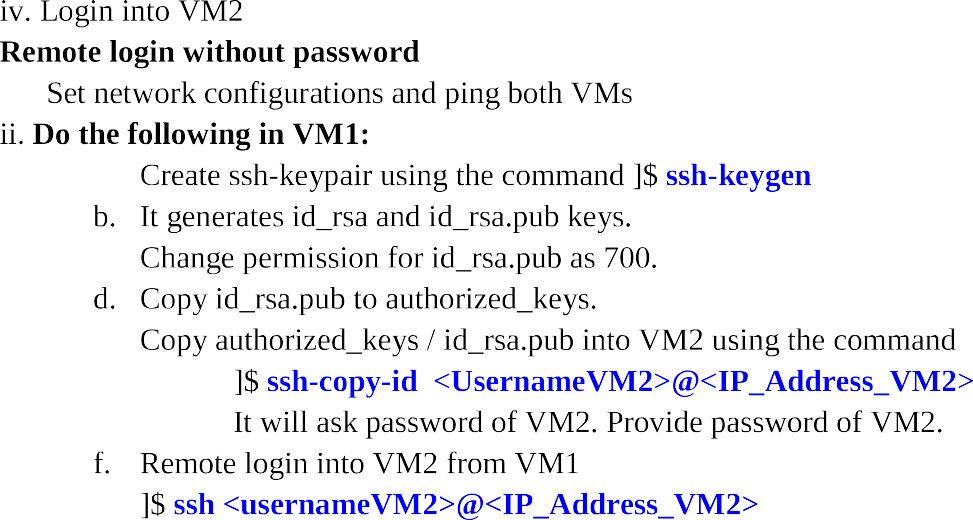 iv. Login into VM2
Remote login without password
Set network configurations and ping both VMs
ii. Do the following in VM1:
Create ssh-keypair using the command ]$ ssh-keygen
b. It generates id_rsa and id_rsa.pub keys.
Change permission for id_rsa.pub as 700.
d. Copy id_rsa.pub to authorized_keys.
Copy authorized_keys / id_rsa.pub into VM2 using the command
]$ ssh-copy-id <UsernameVM2>@<IP_Address_VM2>
It will ask password of VM2. Provide password of VM2.
f. Remote login into VM2 from VM1
]$ ssh <usernameVM2>@<IP_Address_VM2>